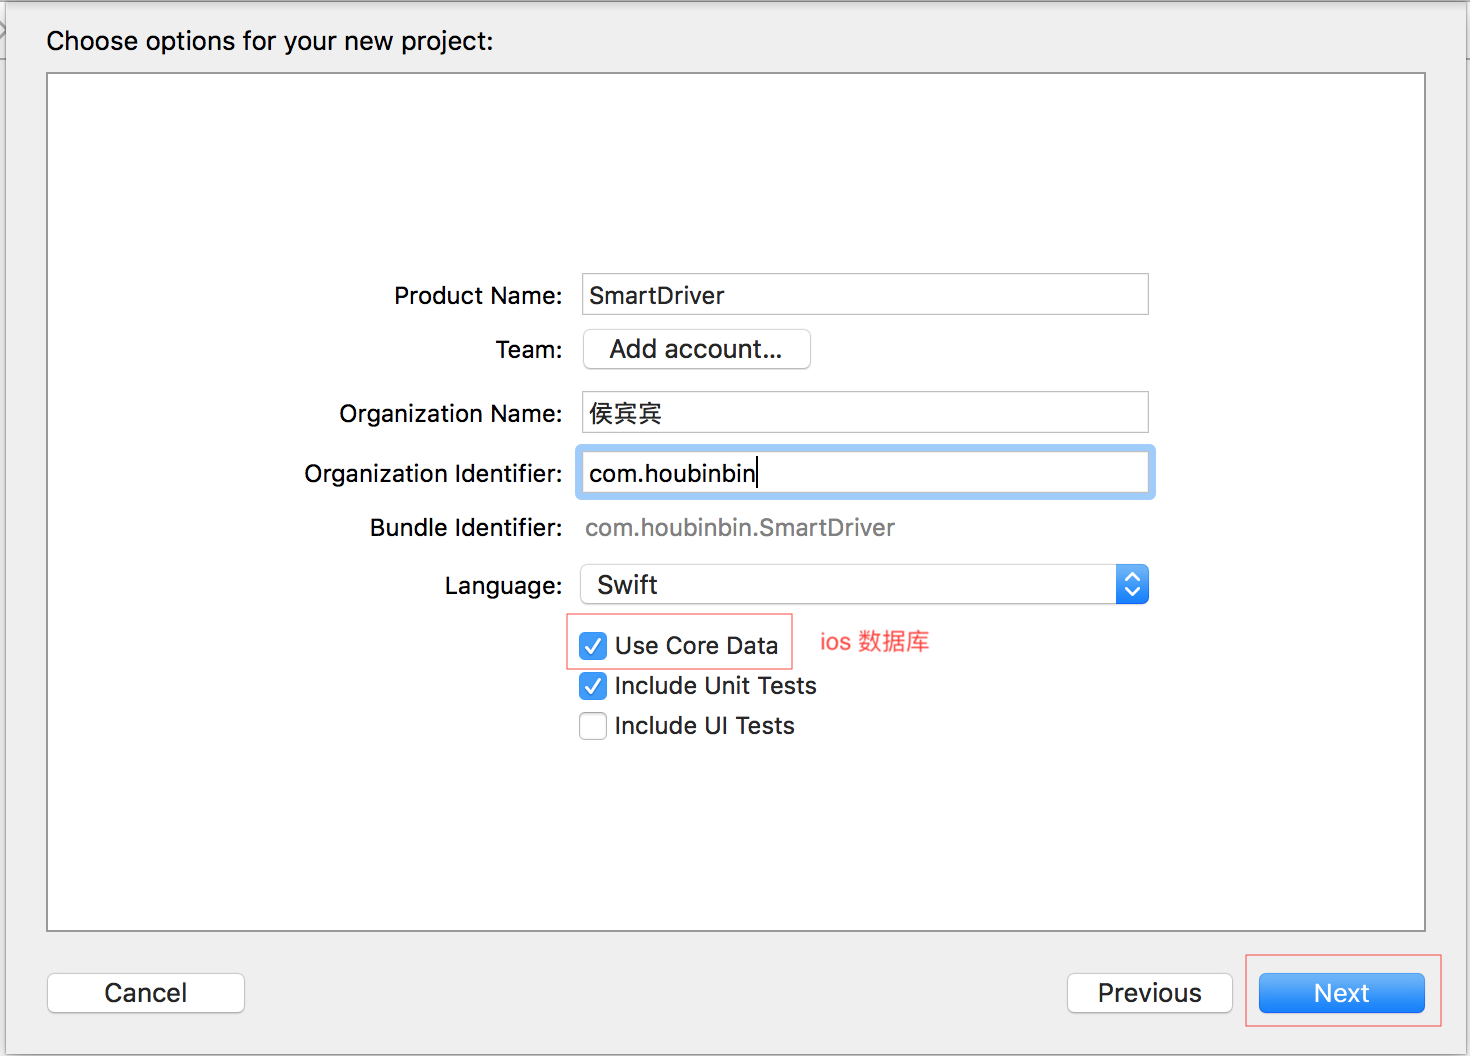 Choose options for your new project:
Product Name: SmartDriver
Team: Add account...
Organization Name: 侯宾宾
Organization Identifier: com.houbinbin
Bundle Identifier: com.houbinbin.SmartDriver
Language: Swift
Use Core Data ios 数据库
Include Unit Tests
Include UI Tests
Cancel Previous Next